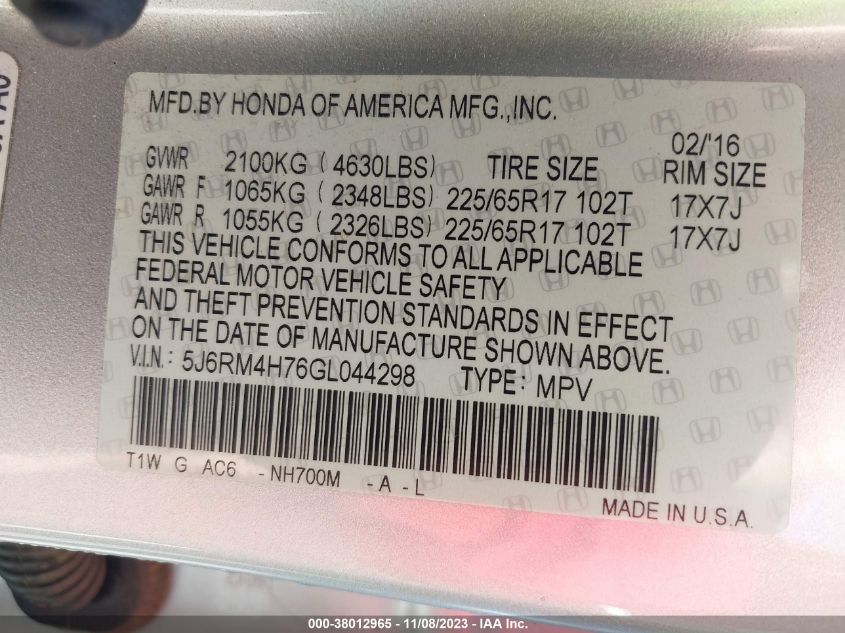 MFD.BY HONDA OF AMERICA MFG.,INC.
02/'16
GVWR 2100KG ( 4630LBS) TIRE SIZE RIM SIZE
GAWR F 1065KG ( 2348LBS) 225/65R17 102T 17X7J
GAWR R 1055KG ( 2326LBS) 225/65R17 102T 17X7J
THIS VEHICLE CONFORMS TO ALL APPLICABLE
FEDERAL MOTOR VEHICLE SAFETY
AND THEFT PREVENTION STANDARDS IN EFFECT
ON THE DATE OF MANUFACTURE SHOWN ABOVE.
V.I.N.: 5J6RM4H76GL044298 TYPE: MPV
T1W G AC6 - NH700M - A - L
MADE IN U.S.A.
000-38012965 - 11/08/2023 - IAA Inc.